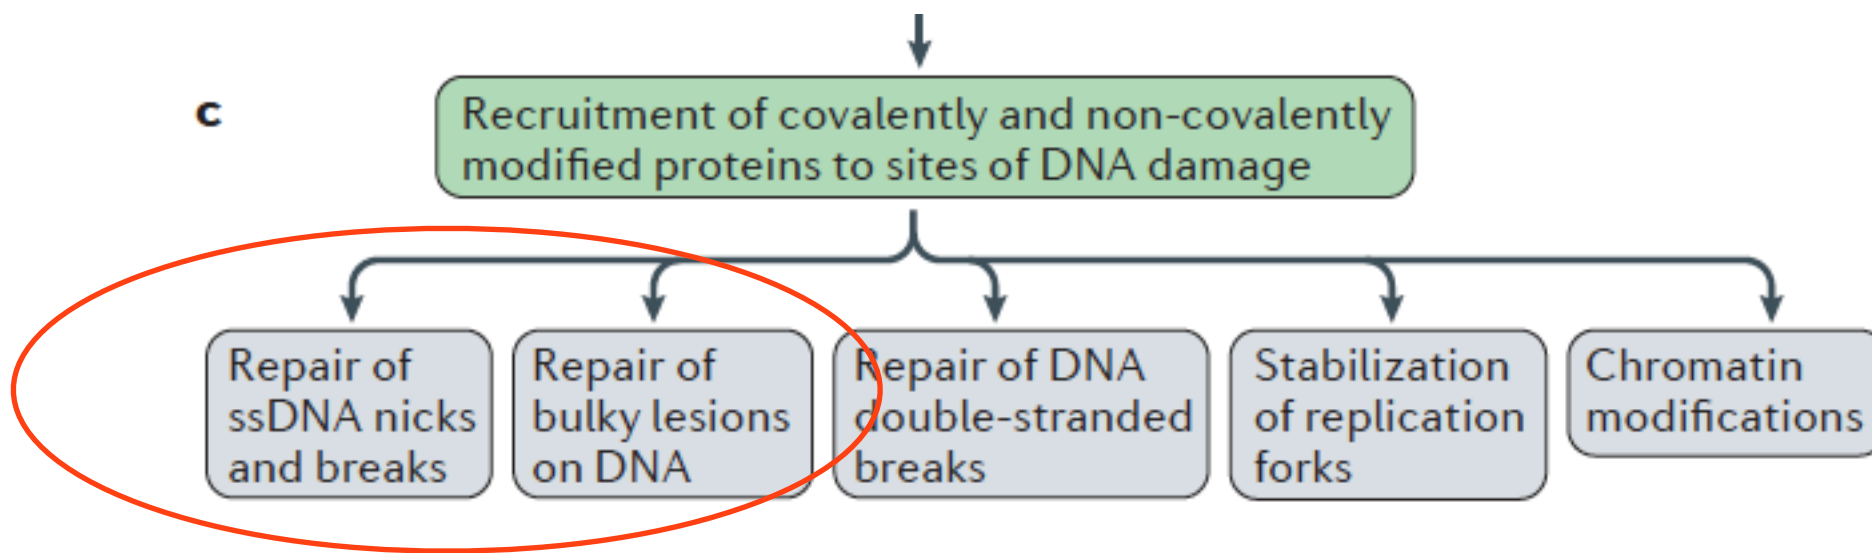 c
Recruitment of covalently and non-covalently
modified proteins to sites of DNA damage
Repair of
ssDNA nicks
and breaks
Repair of
bulky lesions
on DNA
Repair of DNA
double-stranded
breaks
Stabilization
of replication
forks
Chromatin
modifications